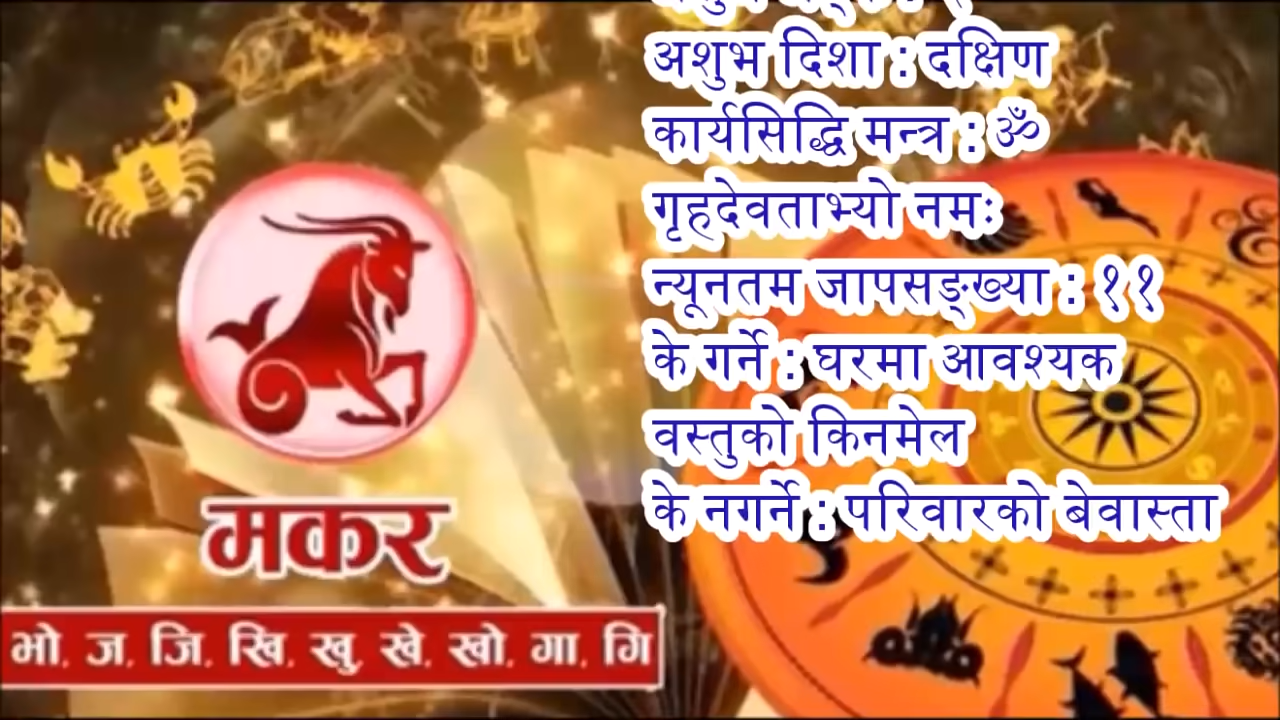 अशुभ दिशा : दक्षिण
कार्यसिद्धि मन्त्र : ॐ
गृहदेवताभ्यो नमः
न्यूनतम जापसङ्ख्या : ११
के गर्ने : घरमा आवश्यक
वस्तुको किनमेल
के नगर्ने : परिवारको बेवास्ता
मकर
भो. ज. जि. खि. खु. खे. खो. गा. गि